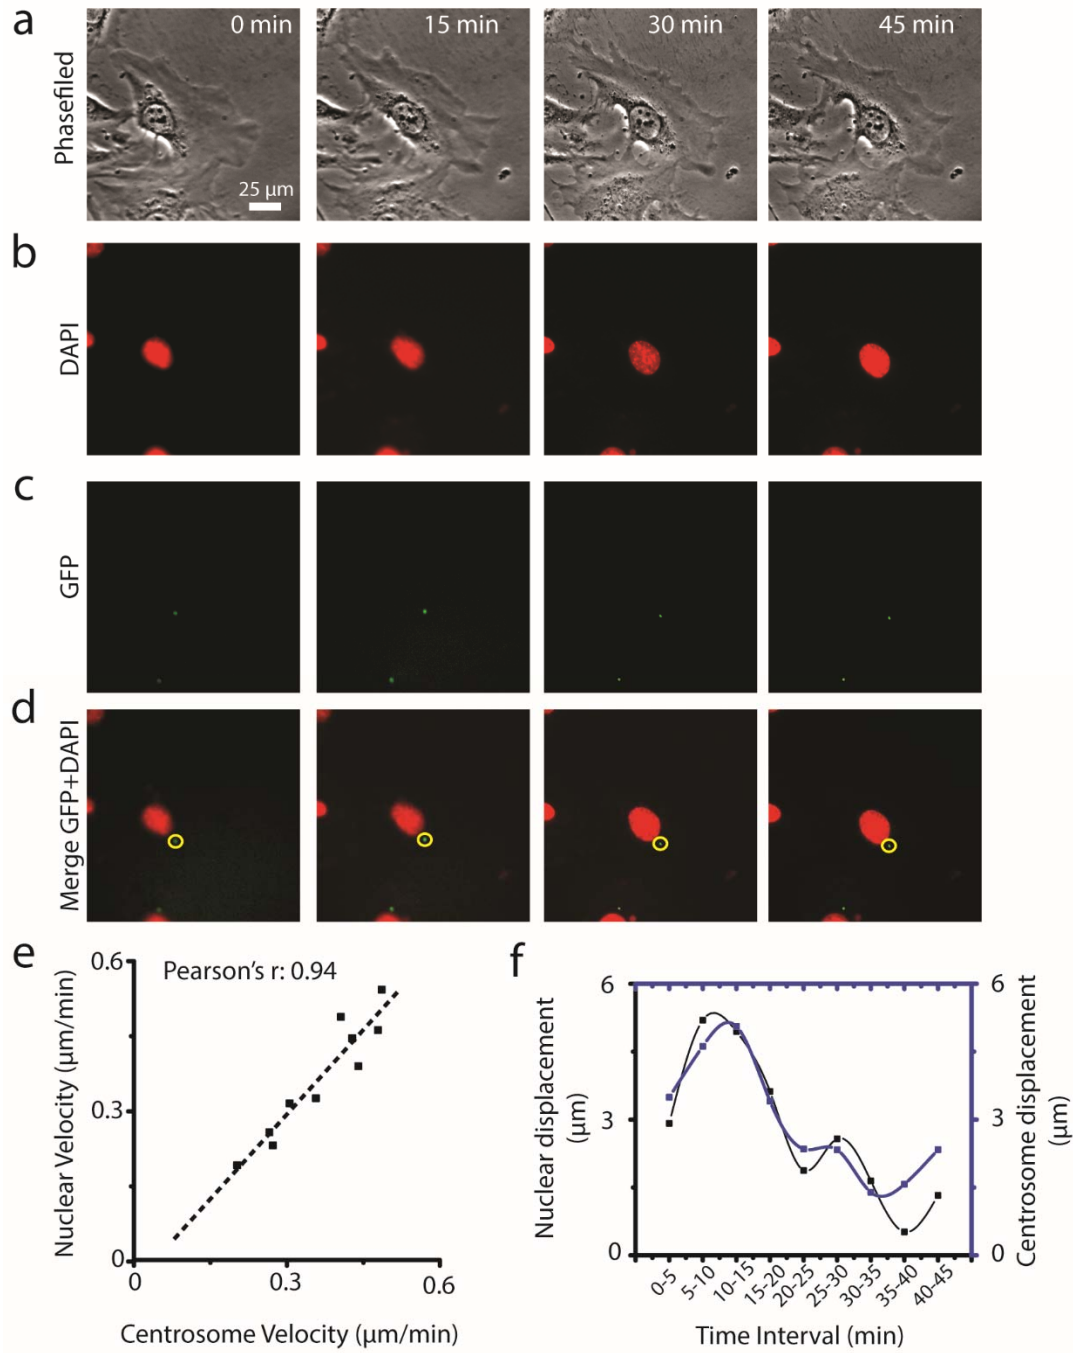 a
Phasefiled
0 min
15 min
30 min
45 min
25 µm
b
DAPI
c
GFP
d
Merge GFP+DAPI
e
Pearson's r: 0.94
Nuclear Velocity (µm/min)
0.6
0.3
0
0
0.3
0.6
Centrosome Velocity (µm/min)
f
Nuclear displacement
(µm)
6
3
0
6
3
0
Centrosome displacement
(µm)
0-5
5-10
10-15
15-20
20-25
25-30
30-35
35-40
40-45
Time Interval (min)